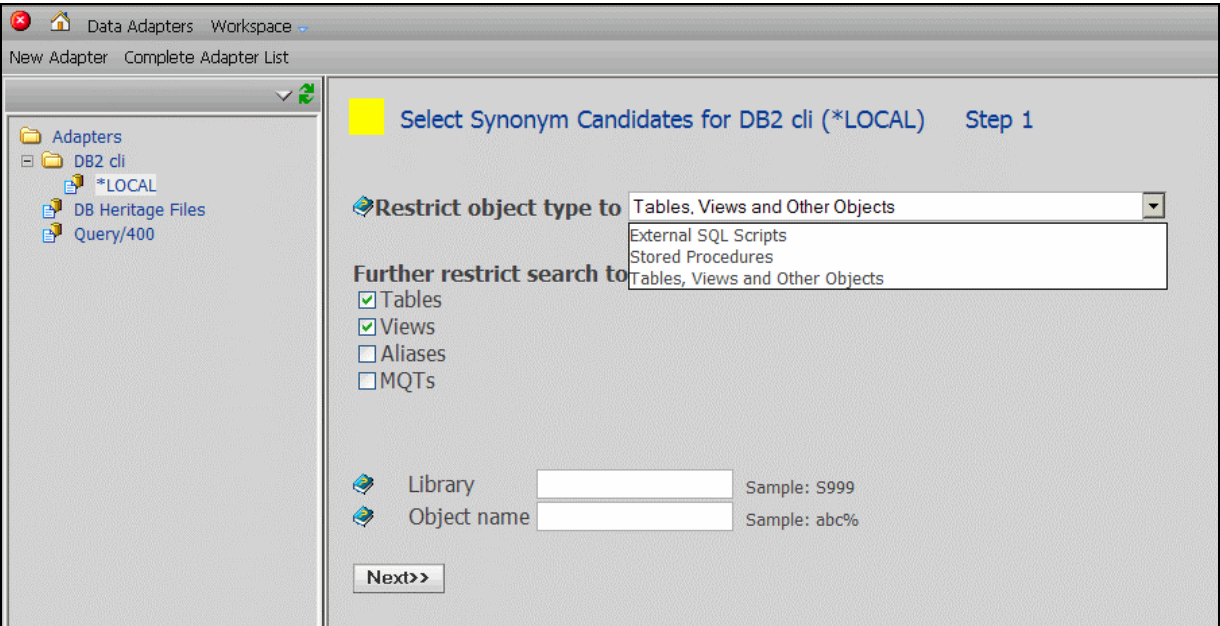 Data Adapters Workspace
New Adapter Complete Adapter List
Adapters
DB2 cli
*LOCAL
DB Heritage Files
Query/400
Select Synonym Candidates for DB2 cli (*LOCAL) Step 1
Restrict object type to Tables, Views and Other Objects
External SQL Scripts
Stored Procedures
Tables, Views and Other Objects
Further restrict search to
Tables
Views
Aliases
MQTs
Library Sample: S999
Object name Sample: abc%
Next>>